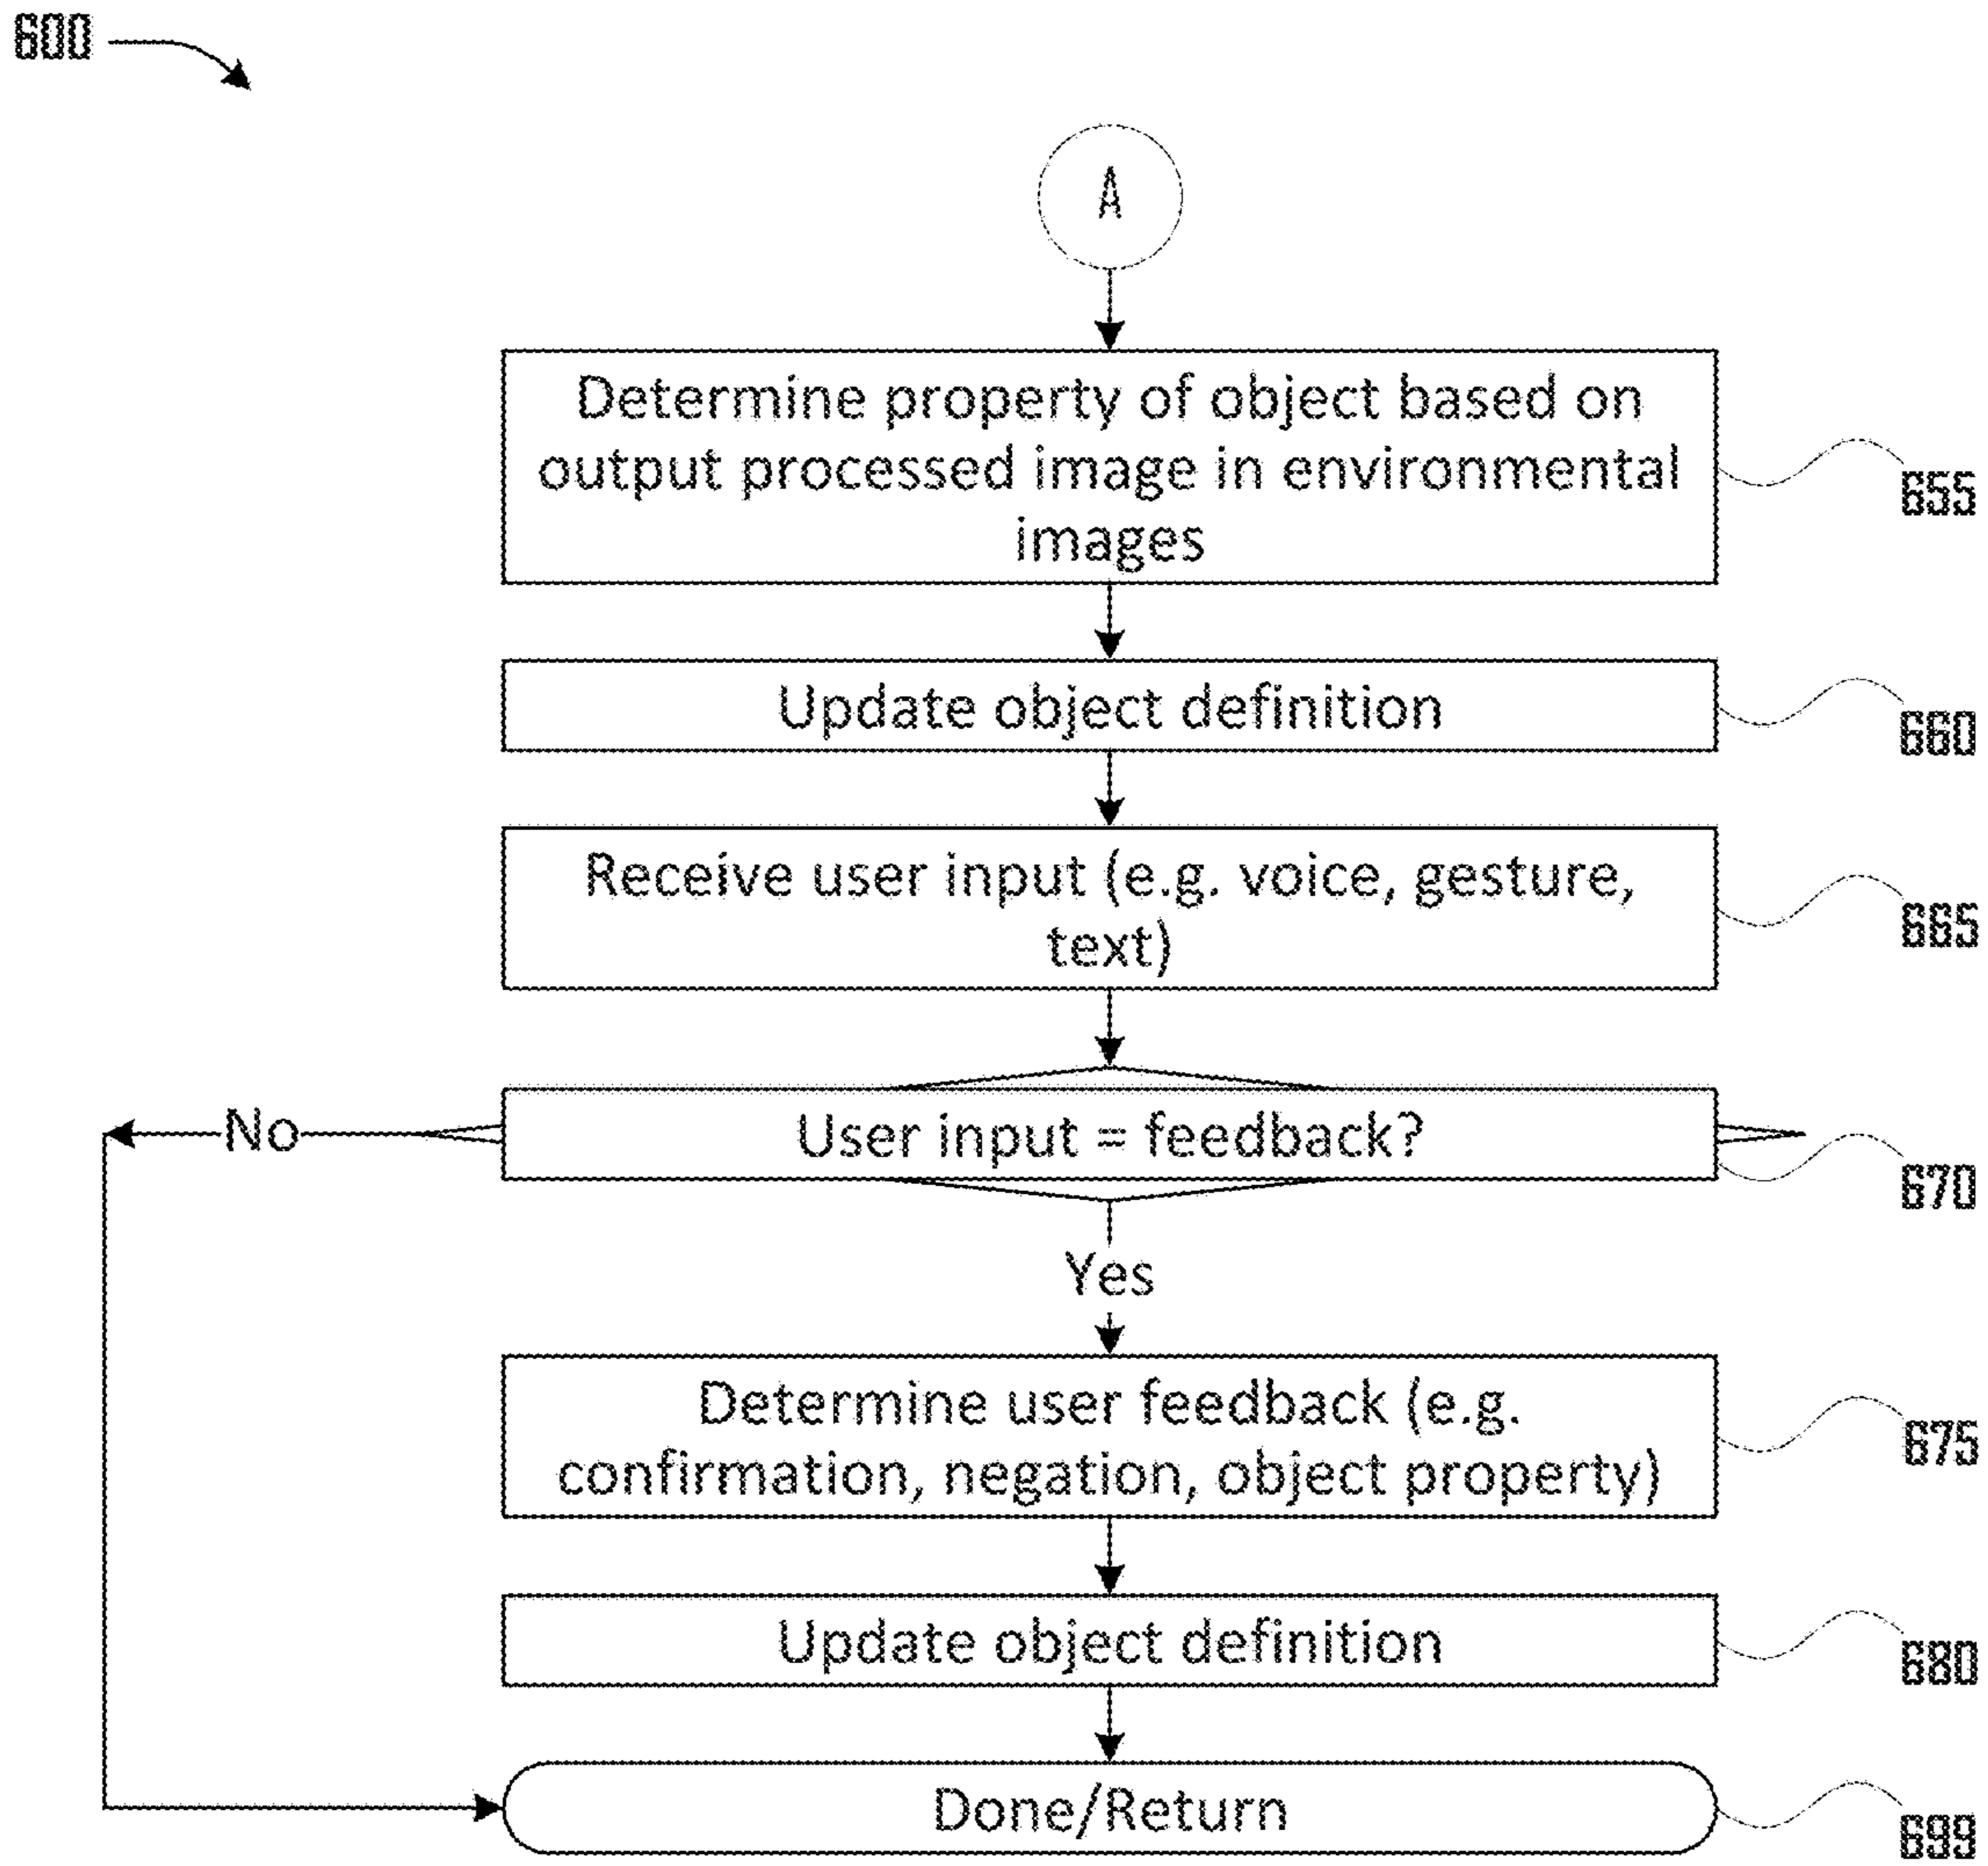 600
A
Determine property of object based on
output processed image in environmental
images
655
Update object definition
660
Receive user input (e.g. voice, gesture,
text)
665
No
User input = feedback?
670
Yes
Determine user feedback (e.g.
confirmation, negation, object property)
675
Update object definition
680
Done/Return
699